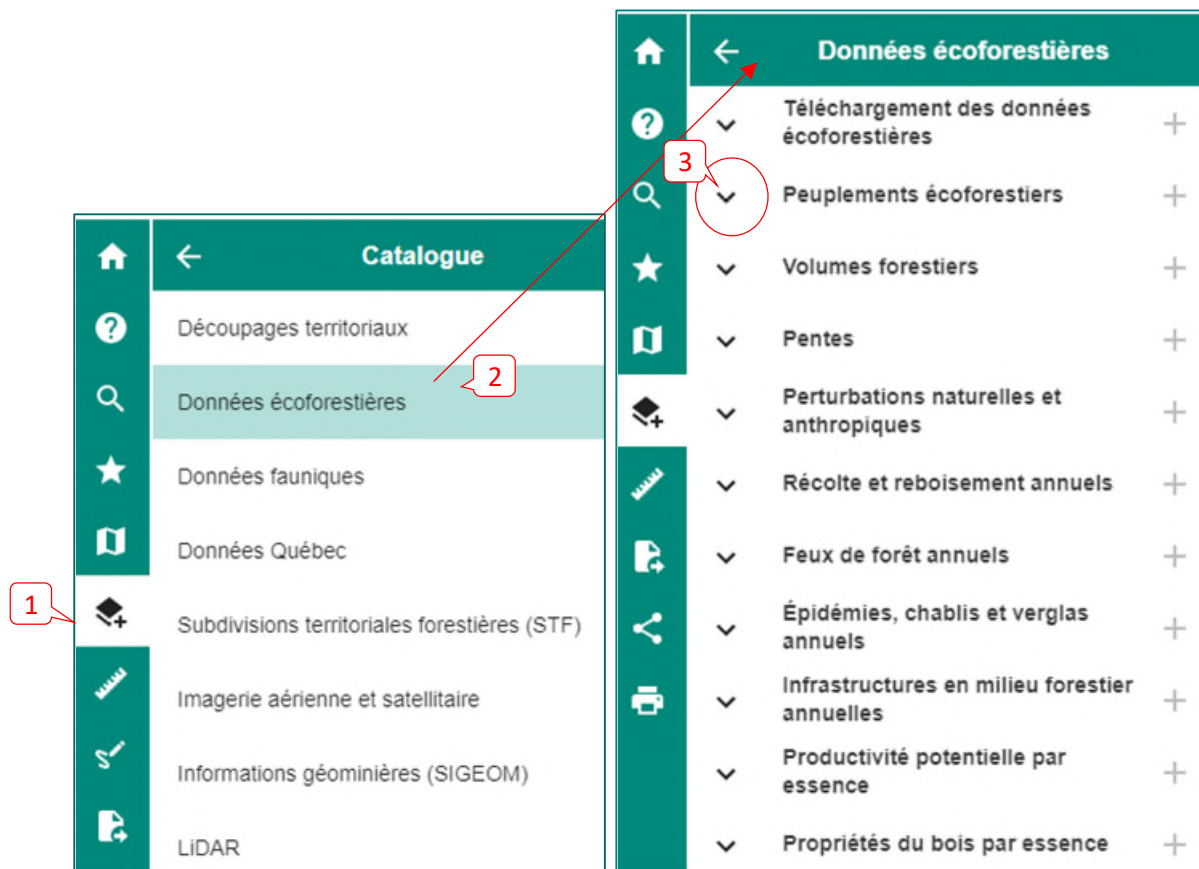 Catalogue
Découpages territoriaux
Données écoforestières
2
Données fauniques
Données Québec
1
Subdivisions territoriales forestières (STF)
Imagerie aérienne et satellitaire
Informations géominières (SIGEOM)
LiDAR
Données écoforestières
Téléchargement des données
écoforestières
3
Peuplements écoforestiers
Volumes forestiers
Pentes
Perturbations naturelles et
anthropiques
Récolte et reboisement annuels
Feux de forêt annuels
Épidémies, chablis et verglas
annuels
Infrastructures en milieu forestier
annuelles
Productivité potentielle par
essence
Propriétés du bois par essence